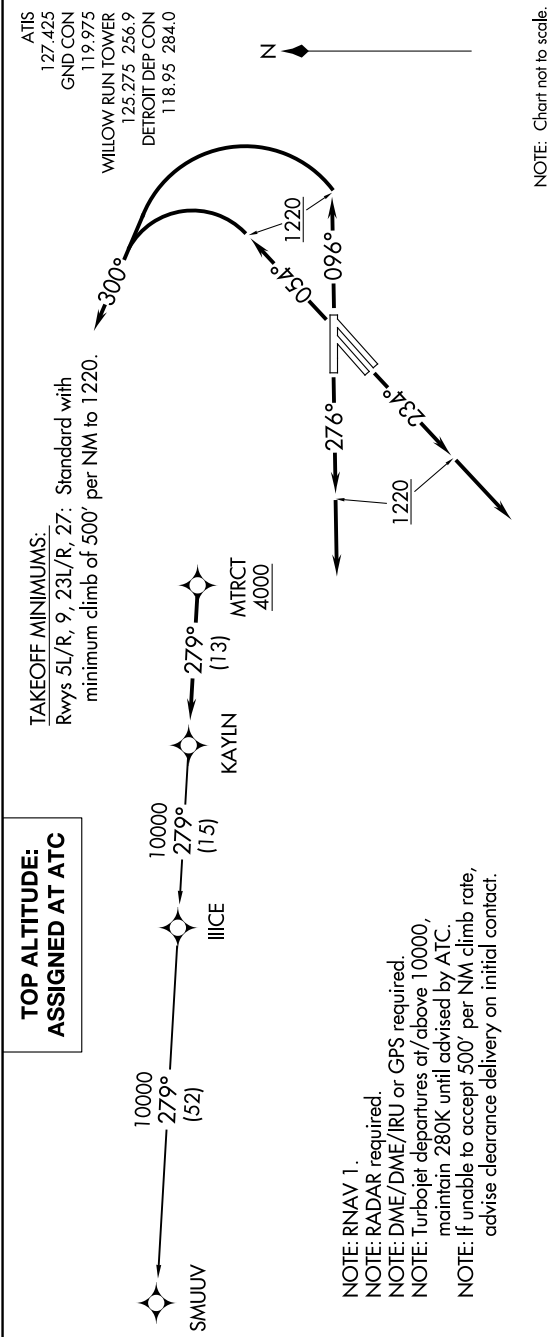 TOP ALTITUDE:
ASSIGNED AT ATC
ATIS
127.425
GND CON
119.975
WILLOW RUN TOWER
125.275 256.9
DETROIT DEP CON
118.95 284.0
TAKEOFF MINIMUMS:
Rwys 5L/R, 9, 23L/R, 27: Standard with
minimum climb of 500' per NM to 1220.
300°
N
SMUUV
10000
279°
(52)
IIICE
10000
279°
(15)
KAYLN
279°
(13)
MTRCT
4000
1220
054°
096°
276°
234°
1220
NOTE: RNAV 1.
NOTE: RADAR required.
NOTE: DME/DME/IRU or GPS required.
NOTE: Turbojet departures at/above 10000,
maintain 280K until advised by ATC.
NOTE: If unable to accept 500' per NM climb rate,
advise clearance delivery on initial contact.
NOTE: Chart not to scale.